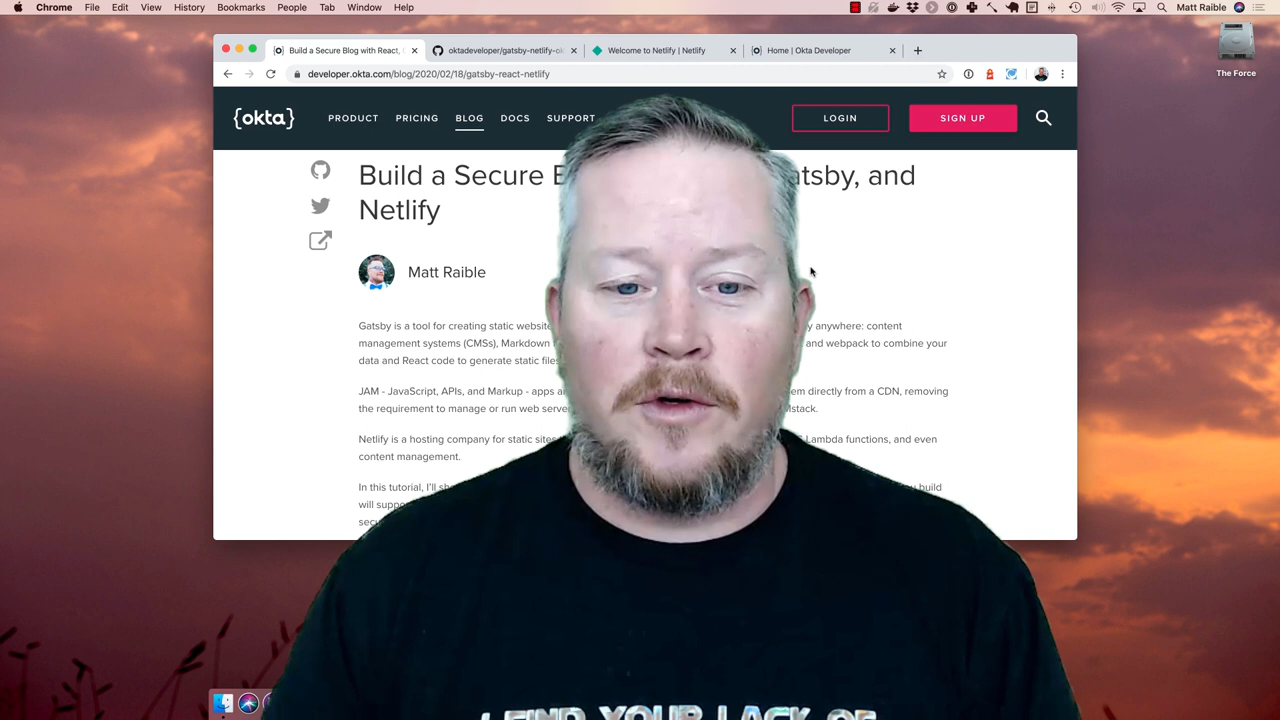 Chrome File Edit View History Bookmarks People Tab Window Help
Matt Raible
The Force
Build a Secure Blog with React,
oktadeveloper/gatsby-netlify-ok
Welcome to Netlify | Netlify
Home | Okta Developer
developer.okta.com/blog/2020/02/18/gatsby-react-netlify
{okta}
PRODUCT PRICING BLOG DOCS SUPPORT
LOGIN
SIGN UP
Build a Secure atsby, and
Netlify
Matt Raible
Gatsby is a tool for creating static website y anywhere: content
management systems (CMSs), Markdown and webpack to combine your
data and React code to generate static files
JAM - JavaScript, APIs, and Markup - apps em directly from a CDN, removing
the requirement to manage or run web serve Mstack.
Netlify is a hosting company for static sites Lambda functions, and even
content management.
In this tutorial, I'll build
will
I FIND YOUR LACK OF